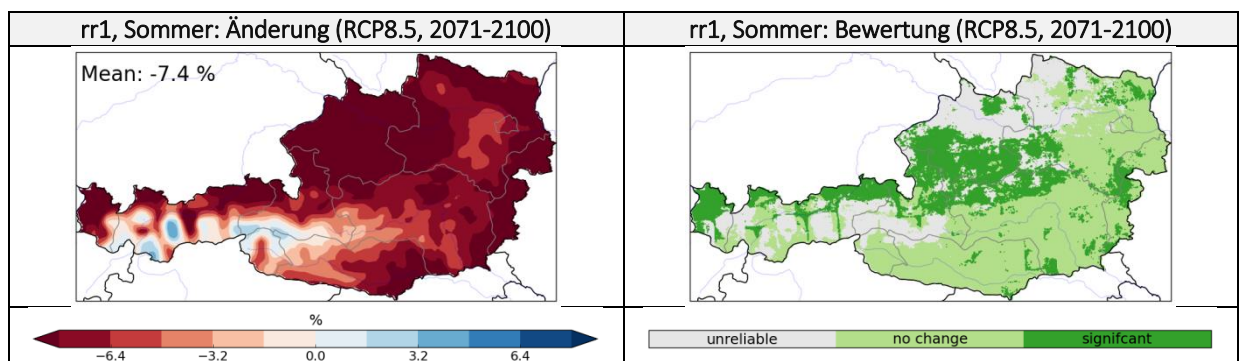 rr1, Sommer: Änderung (RCP8.5, 2071-2100)
rr1, Sommer: Bewertung (RCP8.5, 2071-2100)
Mean: -7.4 %
%
−6.4 −3.2 0.0 3.2 6.4
unreliable no change signifcant